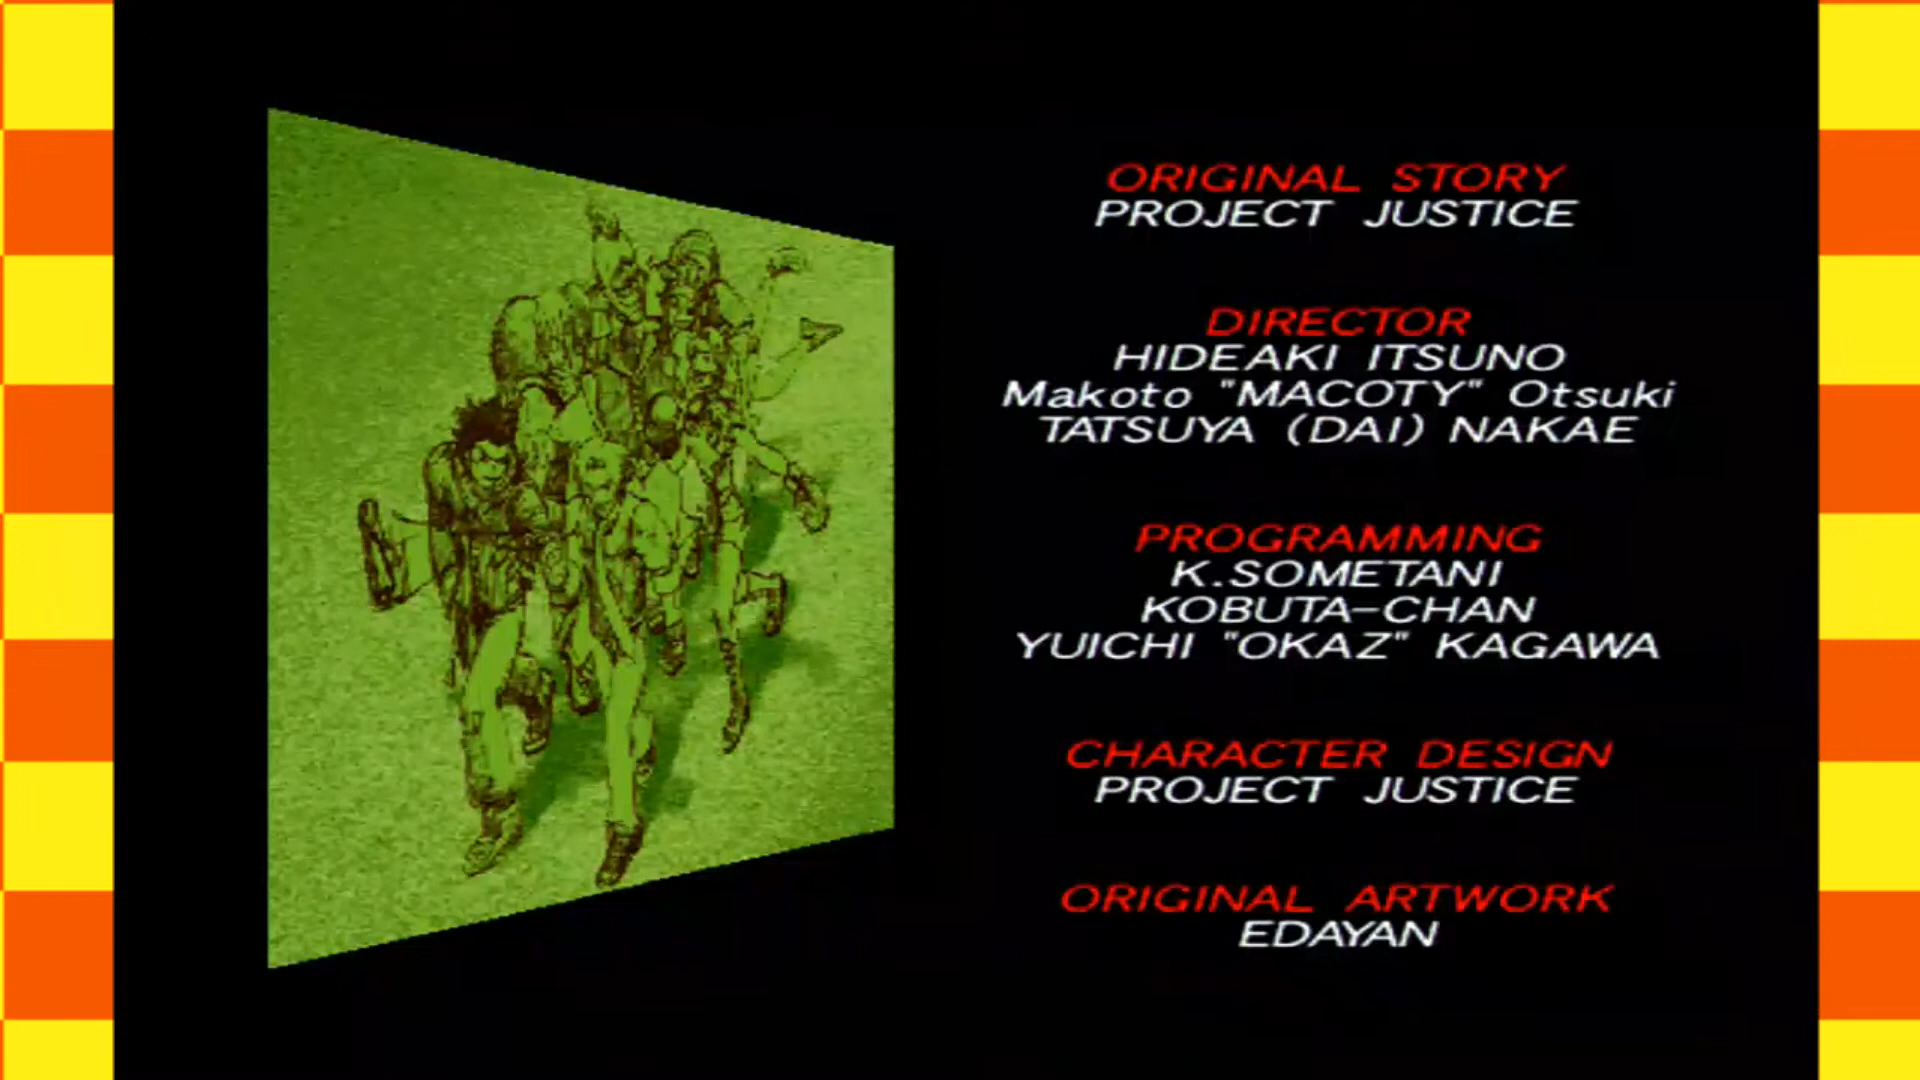 ORIGINAL STORY
PROJECT JUSTICE
DIRECTOR
HIDEAKI ITSUNO
Makoto "MACOTY" Otsuki
TATSUYA (DAI) NAKAE
PROGRAMMING
K.SOMETANI
KOBUTA-CHAN
YUICHI "OKAZ" KAGAWA
CHARACTER DESIGN
PROJECT JUSTICE
ORIGINAL ARTWORK
EDAYAN